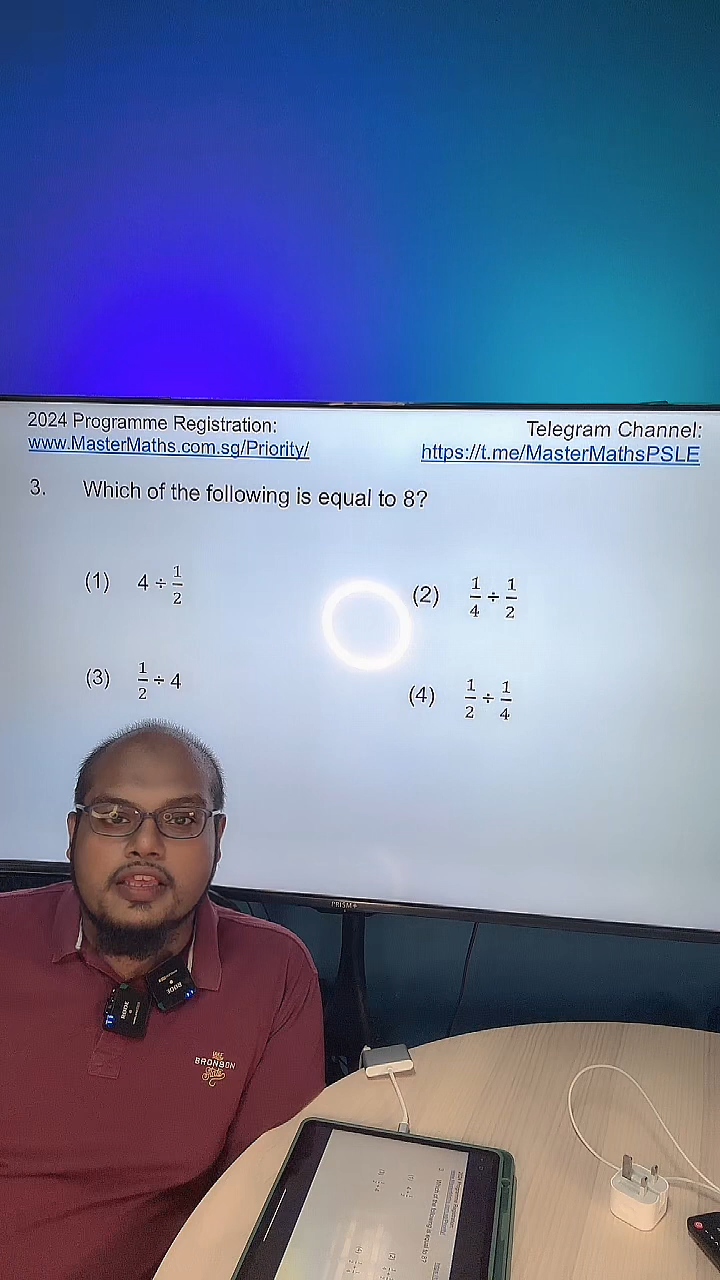 2024 Programme Registration:
Telegram Channel:
www.MasterMaths.com.sg/Priority/
https://t.me/MasterMathsPSLE
3. Which of the following is equal to 8?
(1) 4 ÷ 1/2
(2) 1/4 ÷ 1/2
(3) 1/2 ÷ 4
(4) 1/2 ÷ 1/4
PRISM+
RODE
RODE
BRONSON